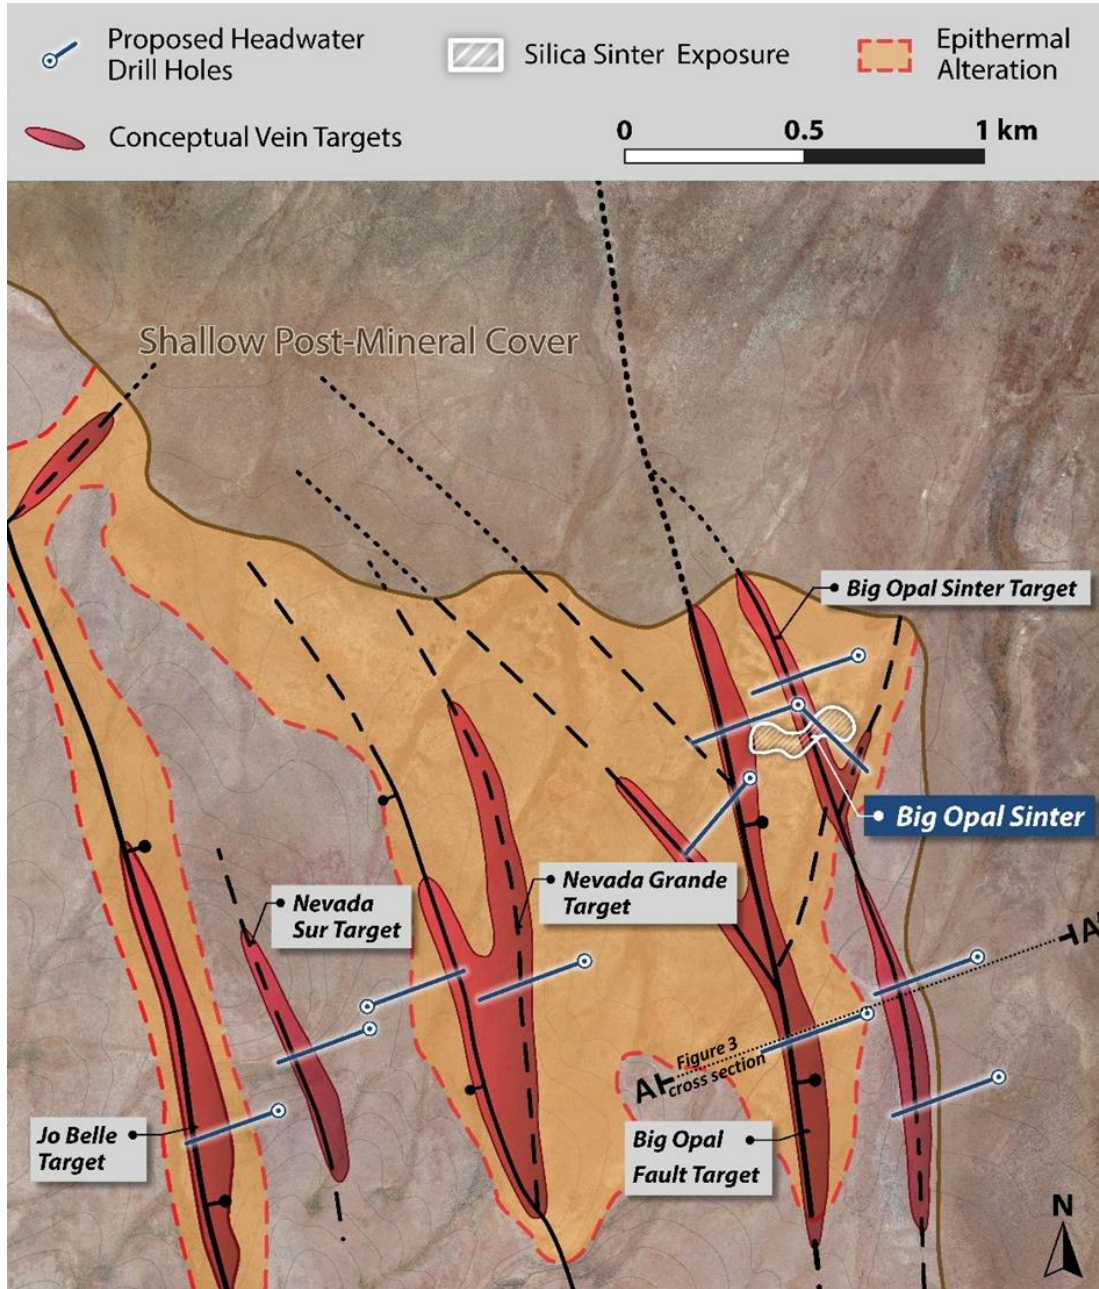 Proposed Headwater
Drill Holes
Silica Sinter Exposure
Epithermal
Alteration
Conceptual Vein Targets
0
0.5
1 km
Shallow Post-Mineral Cover
Big Opal Sinter Target
Big Opal Sinter
Nevada
Sur Target
Nevada Grande
Target
A'
Figure 3
cross section
A
Jo Belle
Target
Big Opal
Fault Target
N